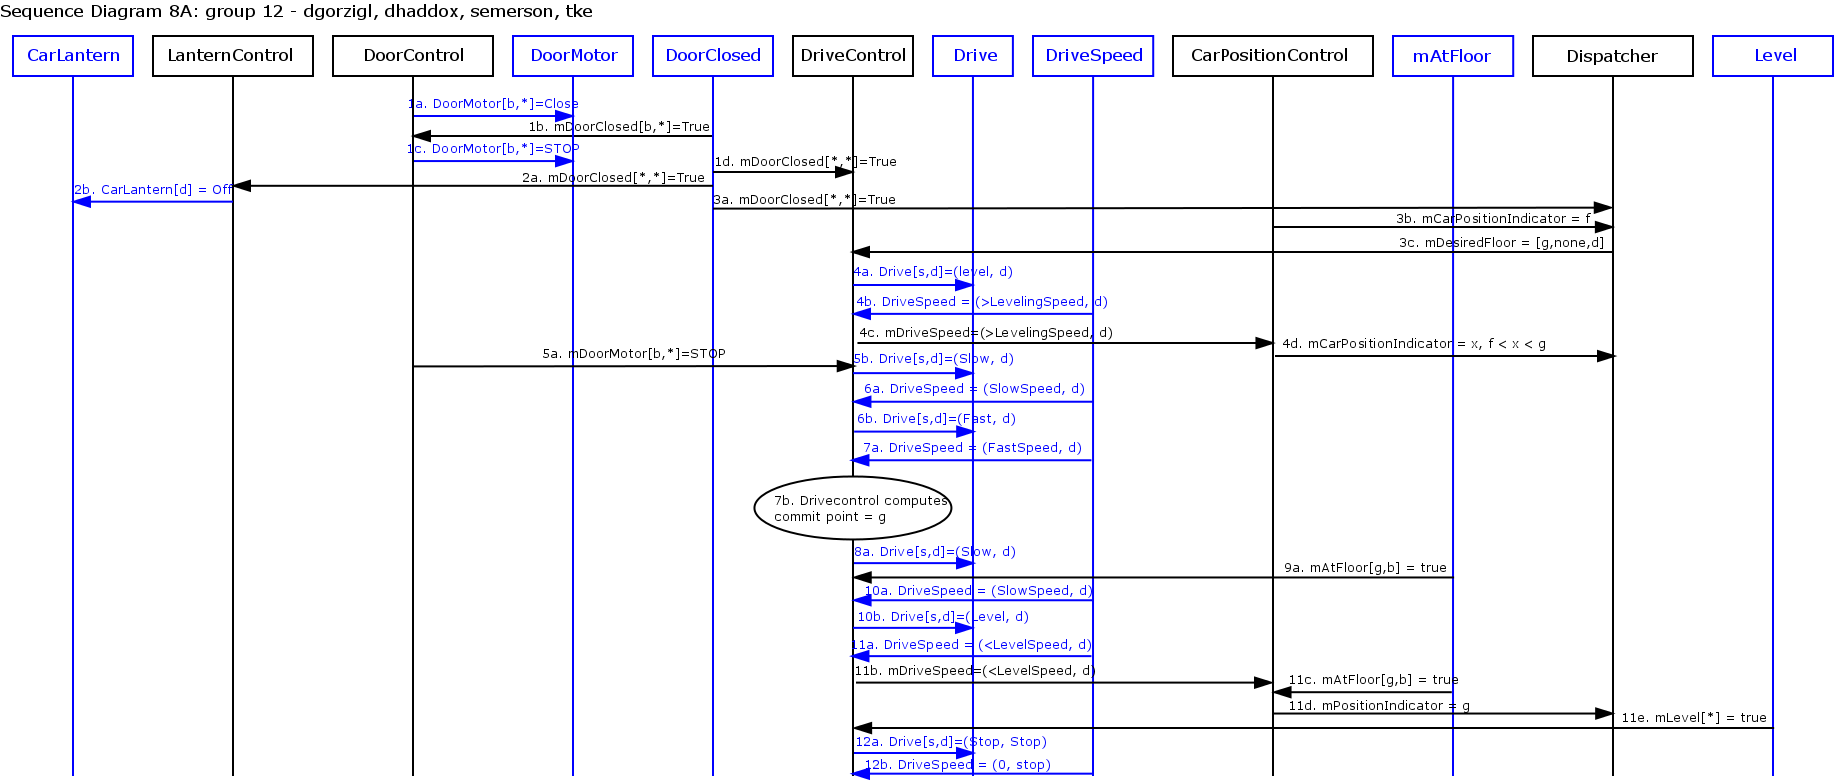 Sequence Diagram 8A: group 12 - dgorzigl, dhaddox, semerson, tke
CarLantern
LanternControl
DoorControl
DoorMotor
DoorClosed
DriveControl
Drive
DriveSpeed
CarPositionControl
mAtFloor
Dispatcher
Level
1a. DoorMotor[b,*]=Close
1b. mDoorClosed[b,*]=True
1c. DoorMotor[b,*]=STOP
1d. mDoorClosed[*,*]=True
2a. mDoorClosed[*,*]=True
2b. CarLantern[d] = Off
3a. mDoorClosed[*,*]=True
3b. mCarPositionIndicator = f
3c. mDesiredFloor = [g,none,d]
4a. Drive[s,d]=(level, d)
4b. DriveSpeed = (>LevelingSpeed, d)
4c. mDriveSpeed=(>LevelingSpeed, d)
4d. mCarPositionIndicator = x, f < x < g
5a. mDoorMotor[b,*]=STOP
5b. Drive[s,d]=(Slow, d)
6a. DriveSpeed = (SlowSpeed, d)
6b. Drive[s,d]=(Fast, d)
7a. DriveSpeed = (FastSpeed, d)
7b. Drivecontrol computes
commit point = g
8a. Drive[s,d]=(Slow, d)
9a. mAtFloor[g,b] = true
10a. DriveSpeed = (SlowSpeed, d)
10b. Drive[s,d]=(Level, d)
11a. DriveSpeed = (<LevelSpeed, d)
11b. mDriveSpeed=(<LevelSpeed, d)
11c. mAtFloor[g,b] = true
11d. mPositionIndicator = g
11e. mLevel[*] = true
12a. Drive[s,d]=(Stop, Stop)
12b. DriveSpeed = (0, stop)